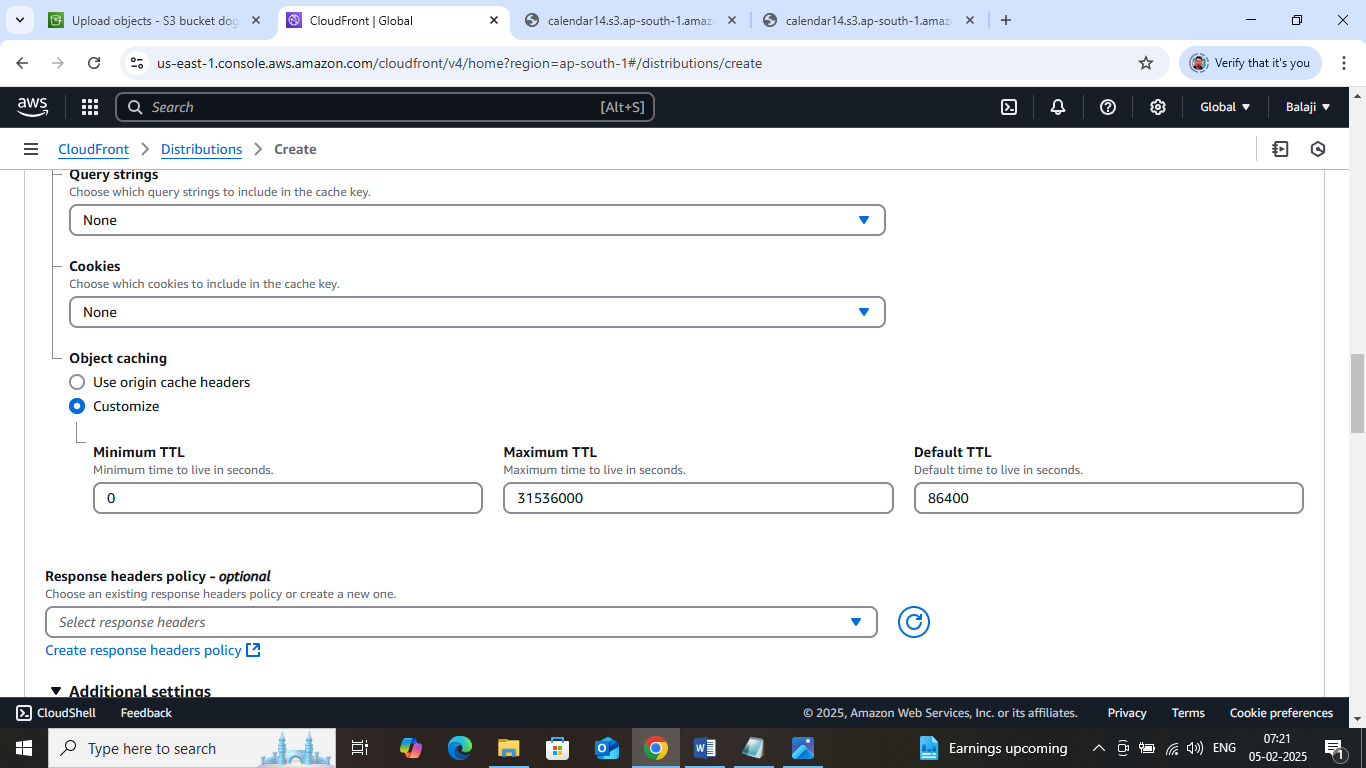 Upload objects - S3 bucket dog
CloudFront | Global
calendar14.s3.ap-south-1.amaz
calendar14.s3.ap-south-1.amaz
us-east-1.console.aws.amazon.com/cloudfront/v4/home?region=ap-south-1#/distributions/create
Verify that it's you
aws
Search
[Alt+S]
Global
Balaji
CloudFront
Distributions
Create
Query strings
Choose which query strings to include in the cache key.
None
Cookies
Choose which cookies to include in the cache key.
None
Object caching
Use origin cache headers
Customize
Minimum TTL
Minimum time to live in seconds.
0
Maximum TTL
Maximum time to live in seconds.
31536000
Default TTL
Default time to live in seconds.
86400
Response headers policy - optional
Choose an existing response headers policy or create a new one.
Select response headers
Create response headers policy
Additional settings
CloudShell
Feedback
© 2025, Amazon Web Services, Inc. or its affiliates.
Privacy
Terms
Cookie preferences
Type here to search
Earnings upcoming
ENG
07:21
05-02-2025
1